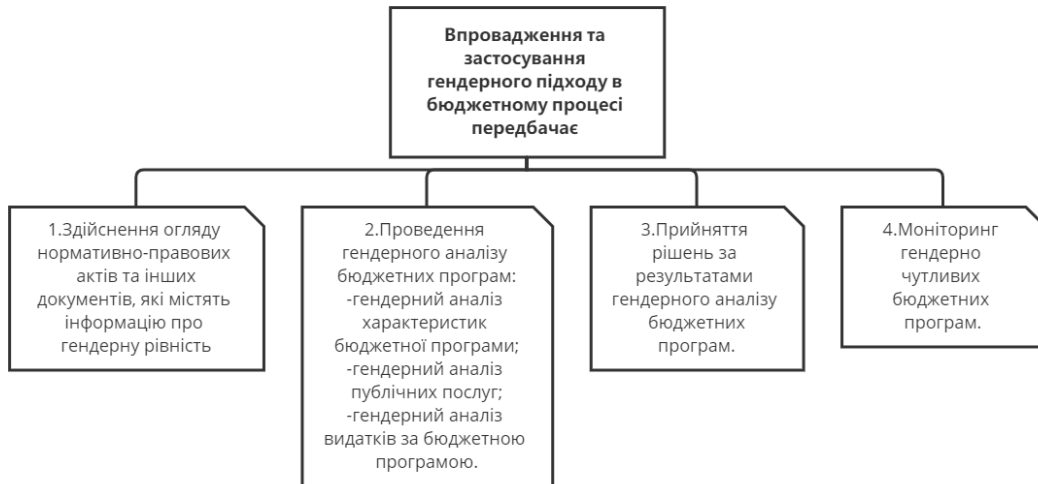 Впровадження та
застосування
гендерного підходу в
бюджетному процесі
передбачає
1.Здійснення огляду
нормативно-правових
актів та інших
документів, які містять
інформацію про
гендерну рівність
2.Проведення
гендерного аналізу
бюджетних програм:
-гендерний аналіз
характеристик
бюджетної програми;
-гендерний аналіз
публічних послуг;
-гендерний аналіз
видатків за бюджетною
програмою.
3.Прийняття
рішень за
результатами
гендерного аналізу
бюджетних
програм.
4.Моніторинг
гендерно
чутливих
бюджетних
програм.